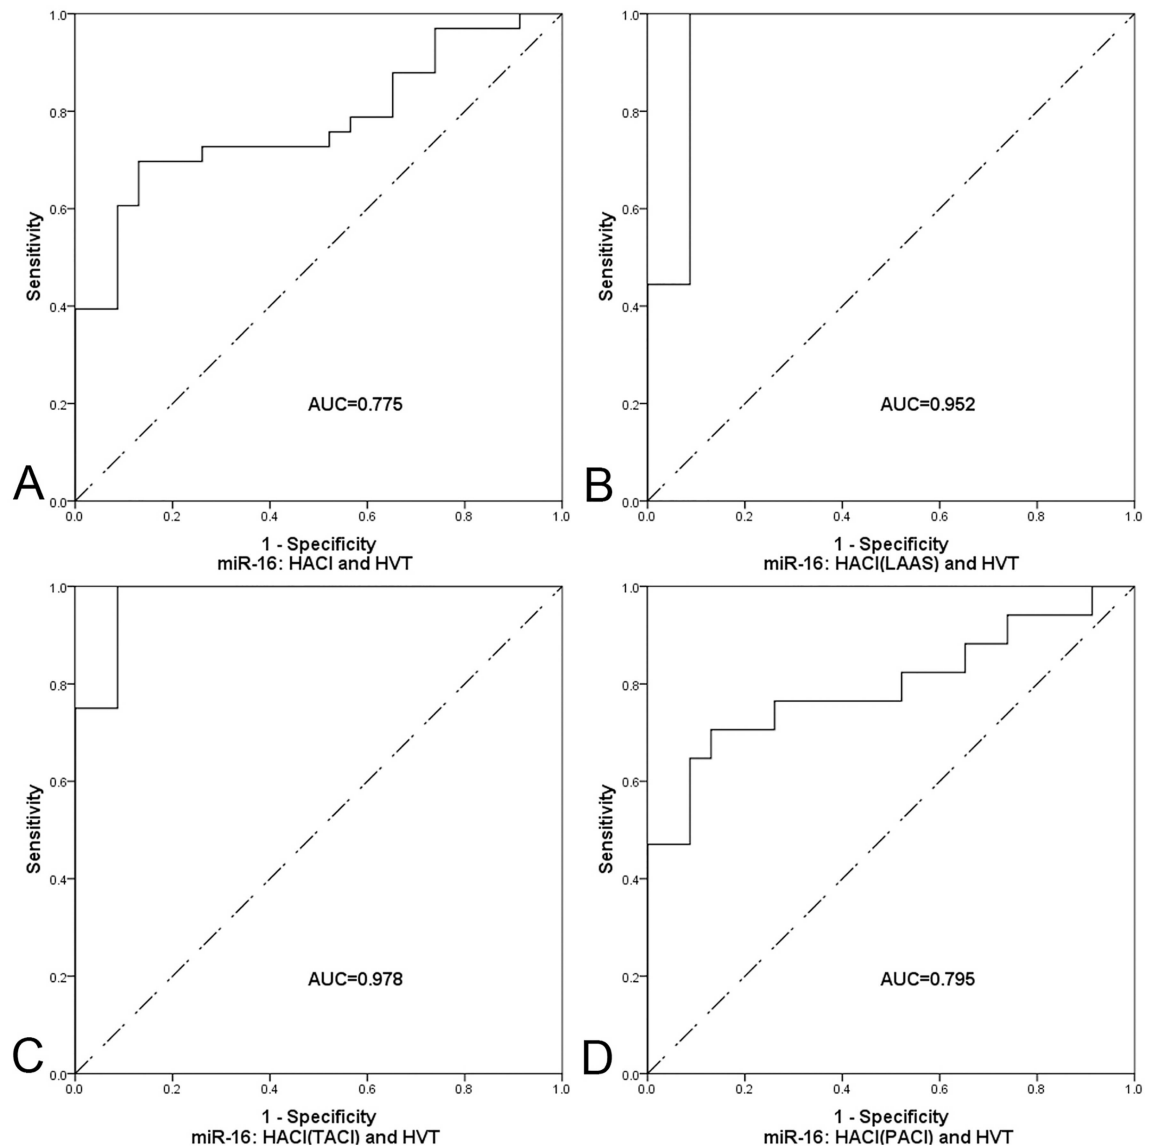 1.0
0.8
0.6
0.4
0.2
0.0
Sensitivity
AUC=0.775
A
0.0 0.2 0.4 0.6 0.8 1.0
1 - Specificity
miR-16: HACI and HVT
1.0
0.8
0.6
0.4
0.2
0.0
Sensitivity
AUC=0.952
B
0.0 0.2 0.4 0.6 0.8 1.0
1 - Specificity
miR-16: HACI(LAAS) and HVT
1.0
0.8
0.6
0.4
0.2
0.0
Sensitivity
AUC=0.978
C
0.0 0.2 0.4 0.6 0.8 1.0
1 - Specificity
miR-16: HACI(TACI) and HVT
1.0
0.8
0.6
0.4
0.2
0.0
Sensitivity
AUC=0.795
D
0.0 0.2 0.4 0.6 0.8 1.0
1 - Specificity
miR-16: HACI(PACI) and HVT